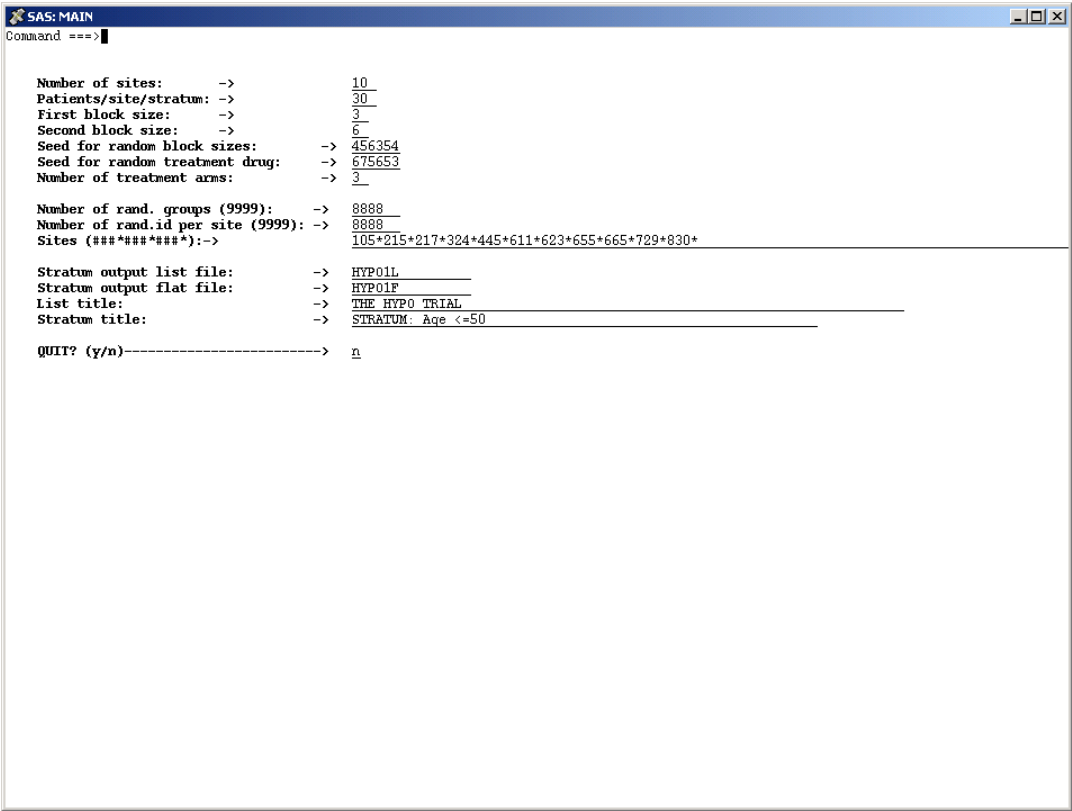 SAS: MAIN
Command ===>
Number of sites: -> 10
Patients/site/stratum: -> 30
First block size: -> 3
Second block size: -> 6
Seed for random block sizes: -> 456354
Seed for random treatment drug: -> 675653
Number of treatment arms: -> 3
Number of rand. groups (9999): -> 8888
Number of rand.id per site (9999): -> 8888
Sites (###*###*###*):-> 105*215*217*324*445*611*623*655*665*729*830*
Stratum output list file: -> HYPO1L
Stratum output flat file: -> HYPO1F
List title: -> THE HYPO TRIAL
Stratum title: -> STRATUM: Age <=50
QUIT? (y/n)-------------------------> n